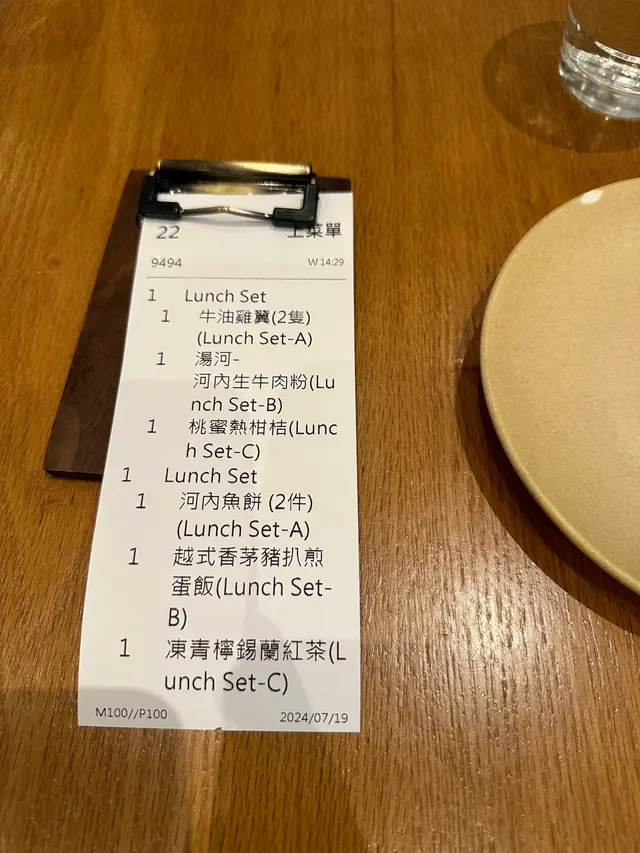 22 上菜單
9494 W 14:29
1 Lunch Set
1 牛油雞翼(2隻)
(Lunch Set-A)
1 湯河-
河內生牛肉粉(Lu
nch Set-B)
1 桃蜜熱柑桔(Lunc
h Set-C)
1 Lunch Set
1 河內魚餅 (2件)
(Lunch Set-A)
1 越式香茅豬扒煎
蛋飯(Lunch Set-
B)
1 凍青檸錫蘭紅茶(L
unch Set-C)
M100//P100 2024/07/19